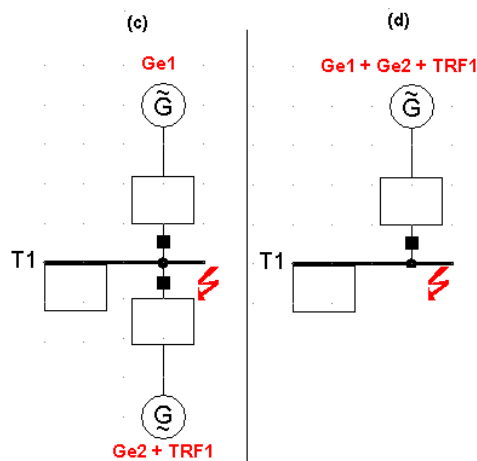 (c)
Ge1
G̃
T1
G̰
Ge2 + TRF1
(d)
Ge1 + Ge2 + TRF1
G̃
T1